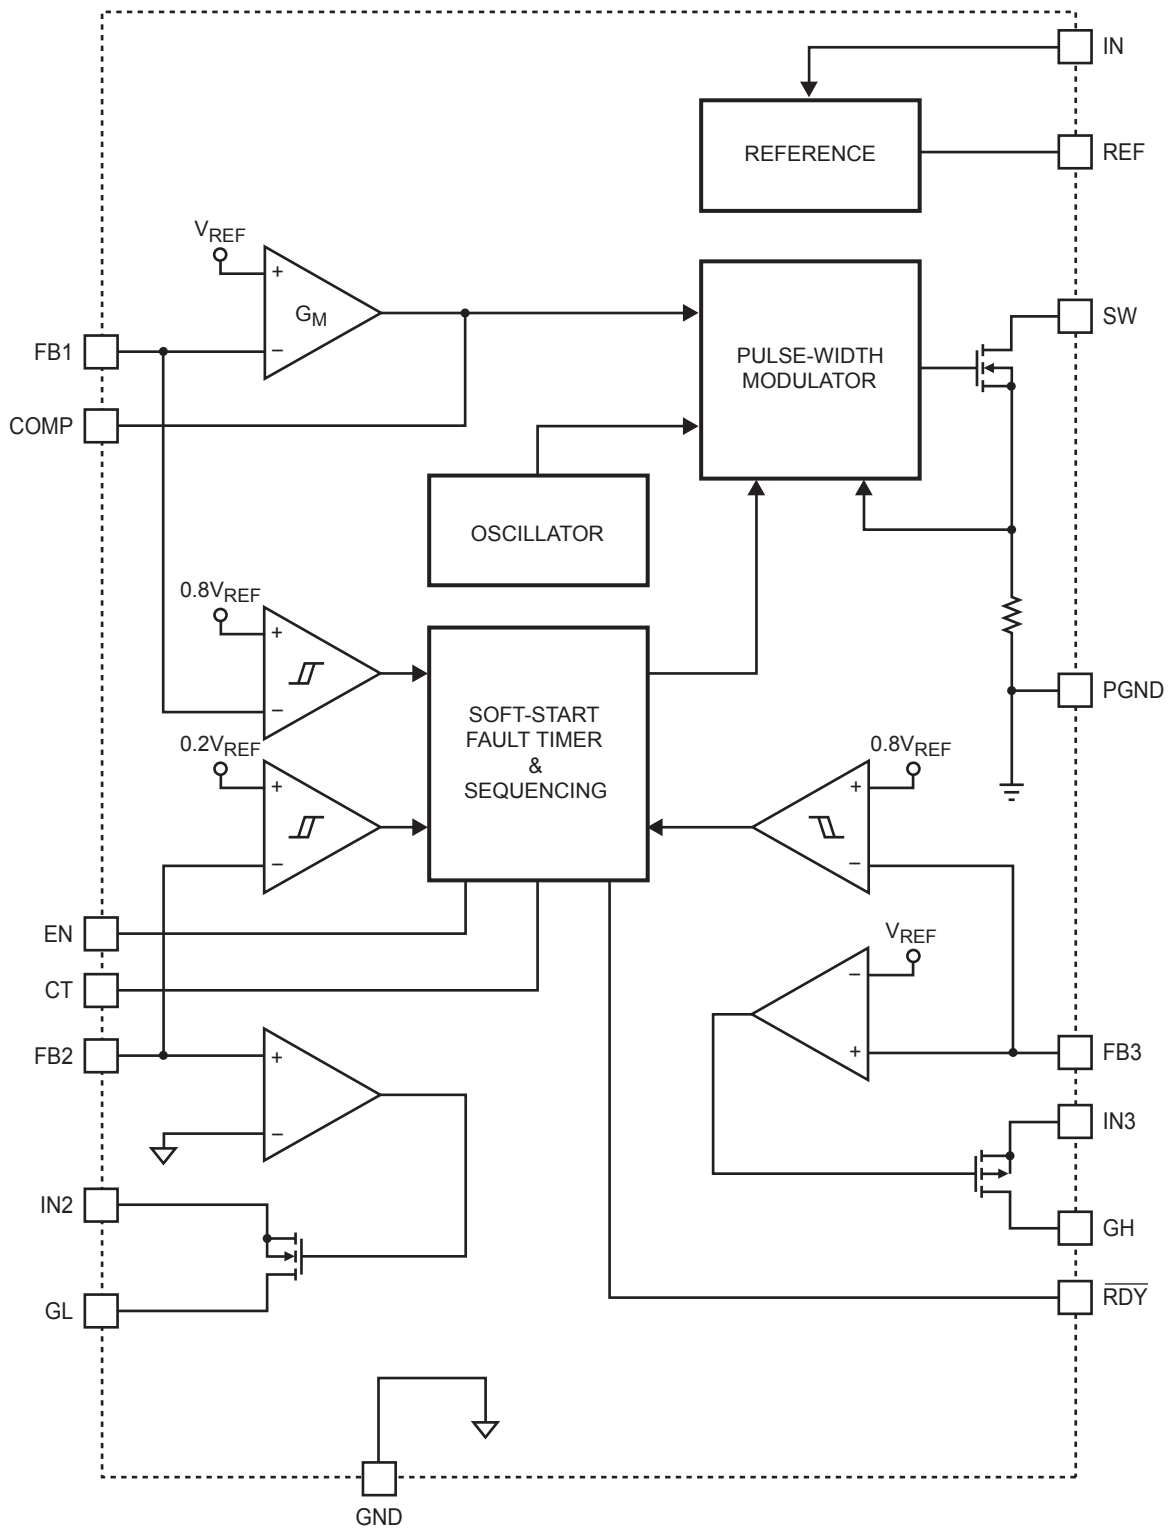 IN
REFERENCE
REF
VREF
+
GM
−
SW
FB1
PULSE-WIDTH
MODULATOR
COMP
OSCILLATOR
0.8VREF
+
−
SOFT-START
FAULT TIMER
&
SEQUENCING
PGND
0.2VREF
+
−
0.8VREF
+
−
EN
CT
VREF
−
+
FB2
+
−
FB3
IN3
IN2
GH
GL
RDY
GND